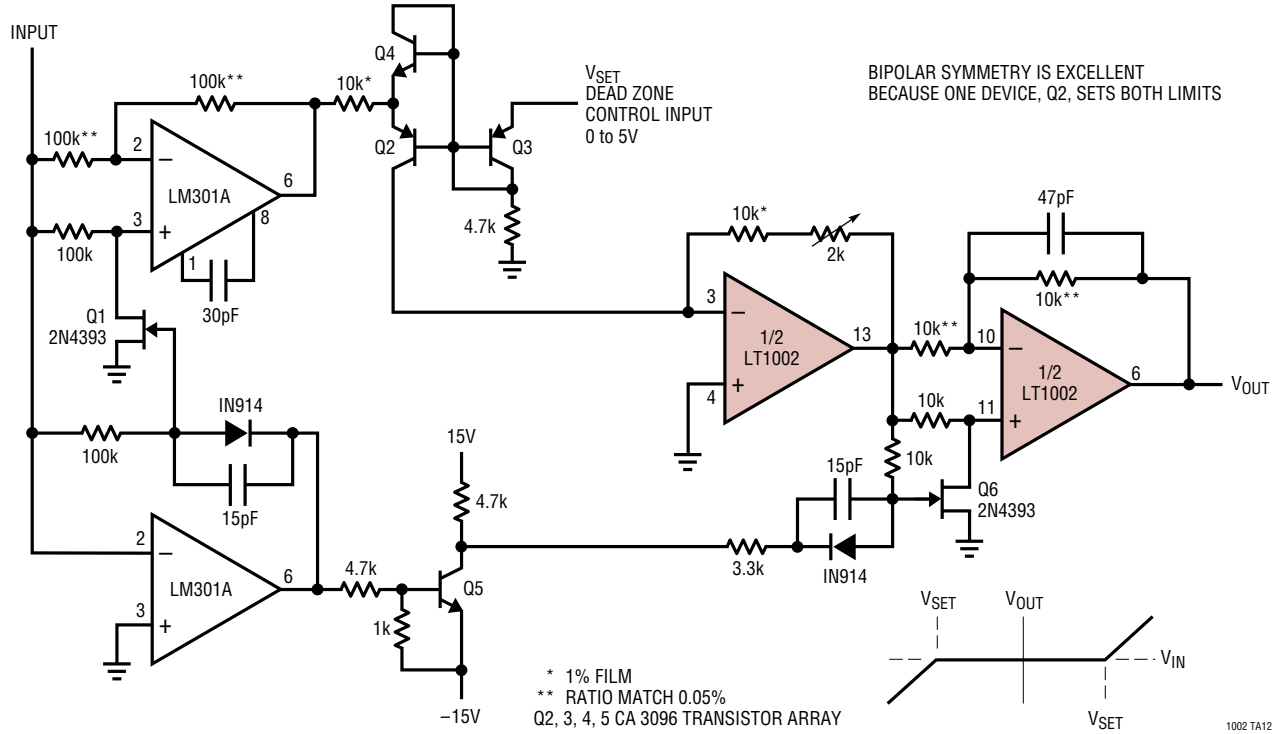 INPUT
100k**
10k*
Q4
V_SET
DEAD ZONE
CONTROL INPUT
0 to 5V
BIPOLAR SYMMETRY IS EXCELLENT
BECAUSE ONE DEVICE, Q2, SETS BOTH LIMITS
100k**
2
–
LM301A
6
Q2
Q3
3
+
8
100k
1
30pF
4.7k
10k*
2k
47pF
10k**
Q1
2N4393
3
–
1/2
LT1002
13
+
4
10k**
10
–
1/2
LT1002
6
V_OUT
11
+
10k
10k
IN914
100k
15pF
15V
4.7k
15pF
Q6
2N4393
3.3k
IN914
2
–
LM301A
6
3
+
4.7k
Q5
1k
–15V
V_SET
V_OUT
V_IN
V_SET
* 1% FILM
** RATIO MATCH 0.05%
Q2, 3, 4, 5 CA 3096 TRANSISTOR ARRAY
1002 TA12